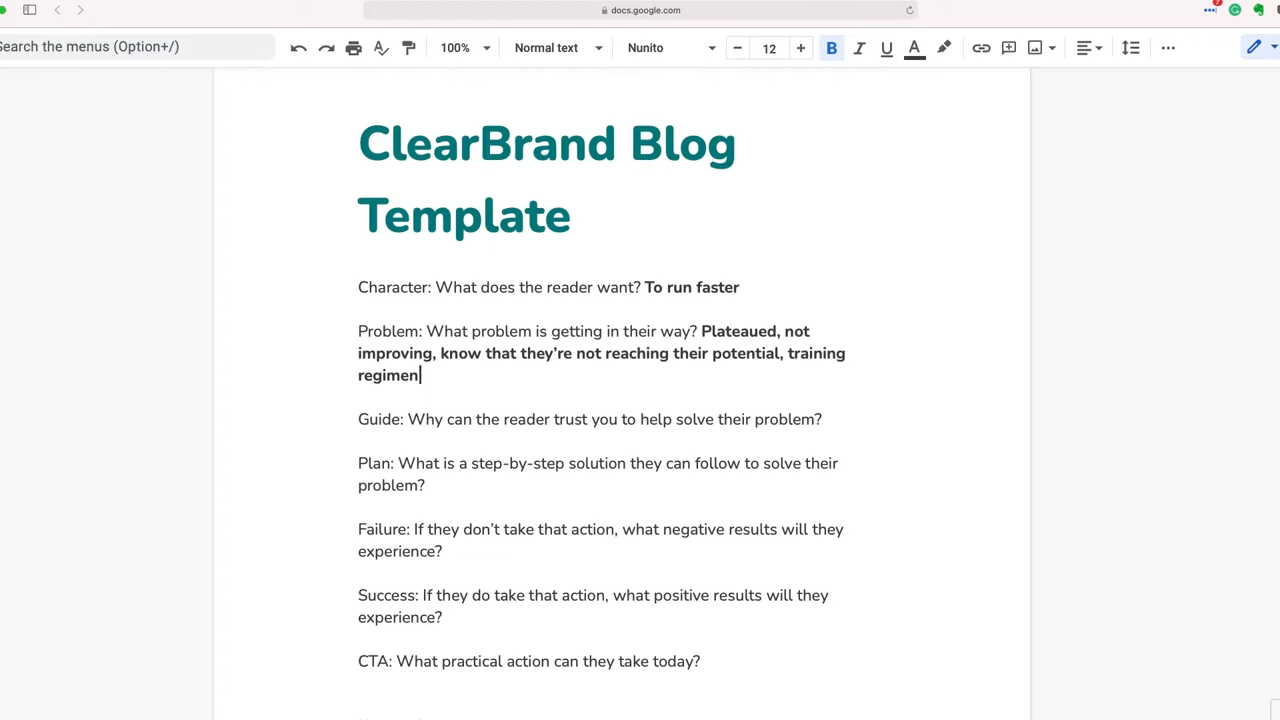 docs.google.com
7
Search the menus (Option+/)
100%
Normal text
Nunito
12
B
I
U
A
ClearBrand Blog
Template
Character: What does the reader want? To run faster
Problem: What problem is getting in their way? Plateaued, not
improving, know that they’re not reaching their potential, training
regimen
Guide: Why can the reader trust you to help solve their problem?
Plan: What is a step-by-step solution they can follow to solve their
problem?
Failure: If they don’t take that action, what negative results will they
experience?
Success: If they do take that action, what positive results will they
experience?
CTA: What practical action can they take today?